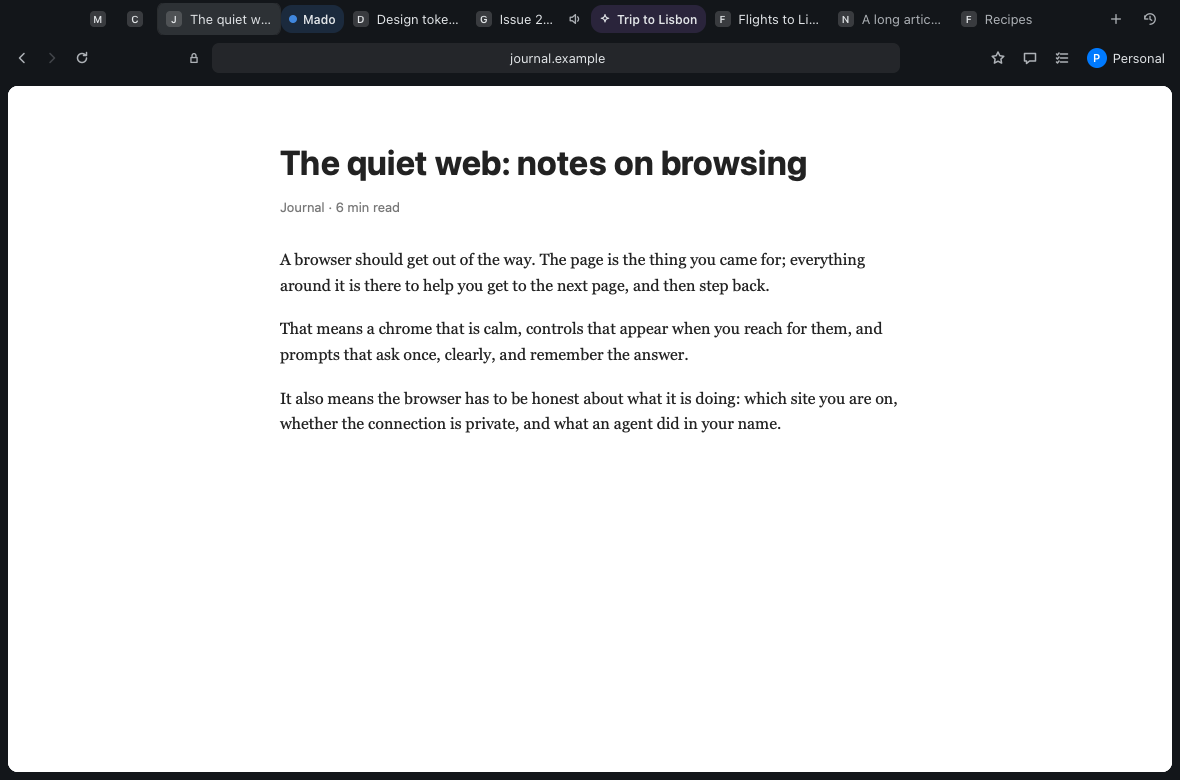 M
C
J The quiet w...
Mado
D Design toke...
G Issue 2...
Trip to Lisbon
F Flights to Li...
N A long artic...
F Recipes
journal.example
P Personal
The quiet web: notes on browsing
Journal · 6 min read
A browser should get out of the way. The page is the thing you came for; everything
around it is there to help you get to the next page, and then step back.
That means a chrome that is calm, controls that appear when you reach for them, and
prompts that ask once, clearly, and remember the answer.
It also means the browser has to be honest about what it is doing: which site you are on,
whether the connection is private, and what an agent did in your name.